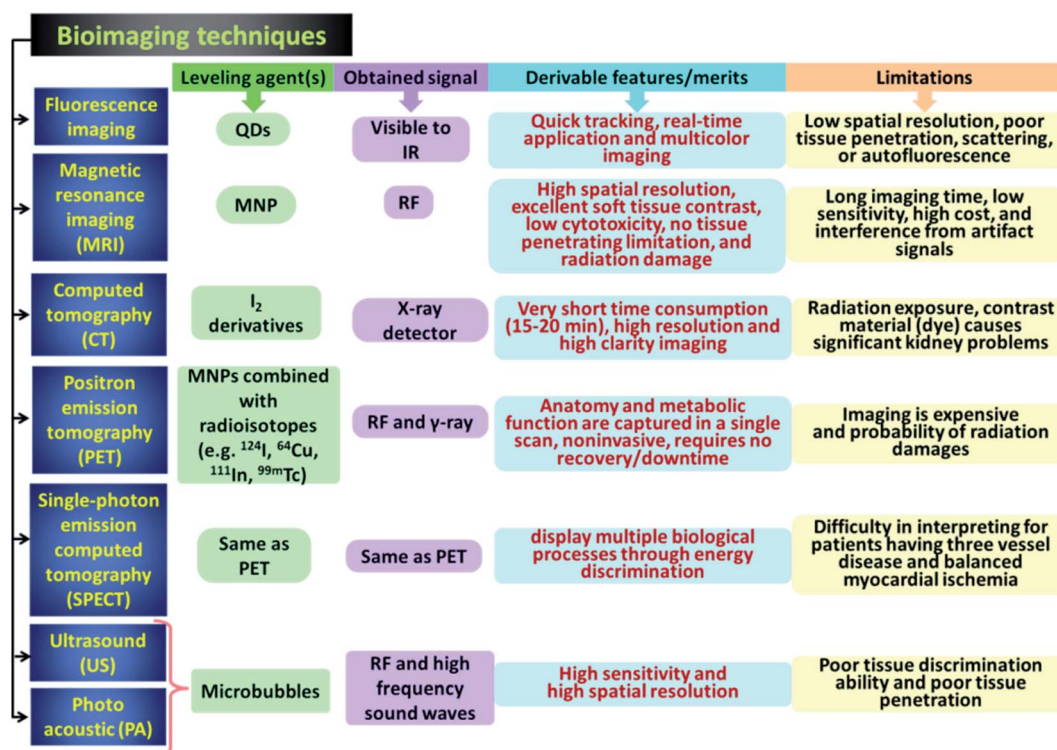 Bioimaging techniques
Leveling agent(s)
Obtained signal
Derivable features/merits
Limitations
Fluorescence
imaging
QDs
Visible to
IR
Quick tracking, real-time
application and multicolor
imaging
Low spatial resolution, poor
tissue penetration, scattering,
or autofluorescence
Magnetic
resonance
imaging
(MRI)
MNP
RF
High spatial resolution,
excellent soft tissue contrast,
low cytotoxicity, no tissue
penetrating limitation, and
radiation damage
Long imaging time, low
sensitivity, high cost, and
interference from artifact
signals
Computed
tomography
(CT)
I₂
derivatives
X-ray
detector
Very short time consumption
(15-20 min), high resolution and
high clarity imaging
Radiation exposure, contrast
material (dye) causes
significant kidney problems
Positron
emission
tomography
(PET)
MNPs combined
with
radioisotopes
(e.g. ¹²⁴I, ⁶⁴Cu,
¹¹¹In, ⁹⁹ᵐTc)
RF and γ-ray
Anatomy and metabolic
function are captured in a single
scan, noninvasive, requires no
recovery/downtime
Imaging is expensive
and probability of radiation
damages
Single-photon
emission
computed
tomography
(SPECT)
Same as
PET
Same as PET
display multiple biological
processes through energy
discrimination
Difficulty in interpreting for
patients having three vessel
disease and balanced
myocardial ischemia
Ultrasound
(US)
Photo
acoustic (PA)
Microbubbles
RF and high
frequency
sound waves
High sensitivity and
high spatial resolution
Poor tissue discrimination
ability and poor tissue
penetration